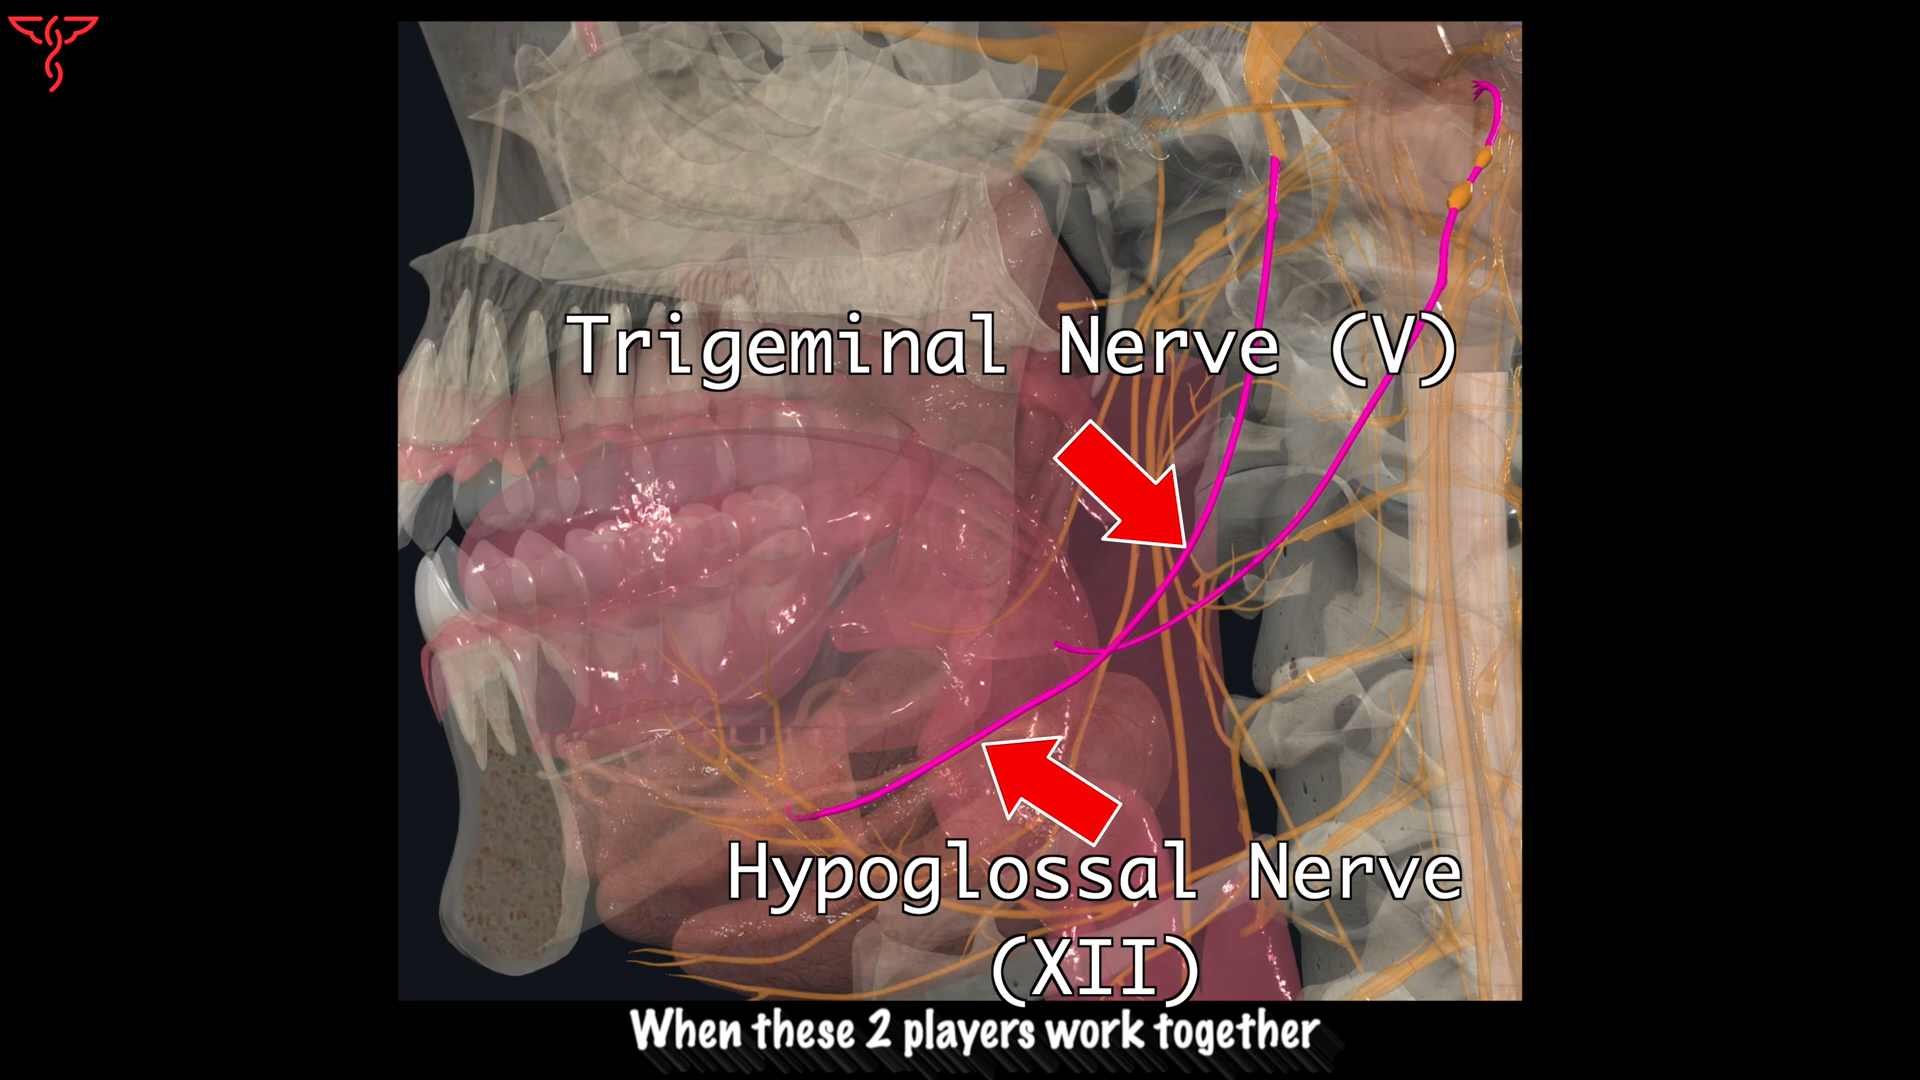 Trigeminal Nerve (V)
Hypoglossal Nerve
(XII)
When these 2 players work together